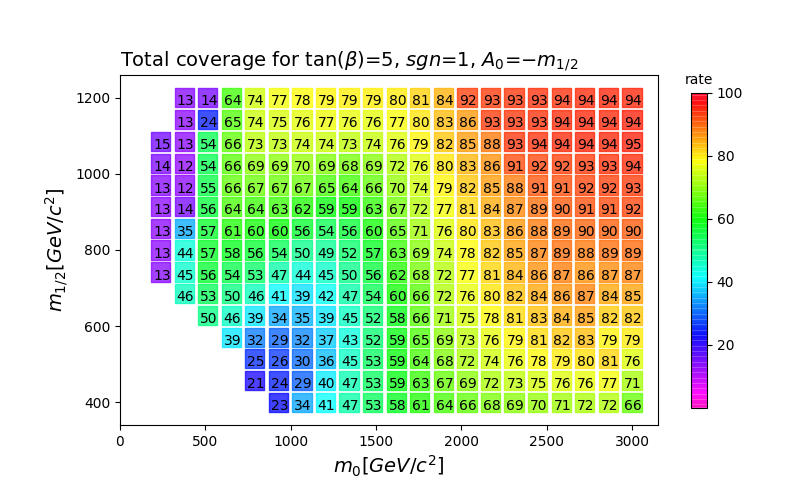 Total coverage for tan(β)=5, sgn=1, A₀=−m₁/₂
rate
1200 13 14 64 74 77 78 79 79 79 80 81 84 92 93 93 93 94 94 94 94 100
13 24 65 74 75 76 77 76 76 77 80 83 86 93 93 93 94 94 94
15 13 54 66 73 73 74 74 73 74 76 79 82 85 88 93 94 94 94 94 95
1000 14 12 54 66 69 69 70 69 68 69 72 76 80 83 86 91 92 92 93 93 94 80
13 12 55 66 67 67 67 65 64 66 70 74 79 82 85 88 91 91 92 92 93
13 14 56 64 64 63 62 59 59 63 67 72 77 81 84 87 89 90 91 91 92
13 35 57 61 60 60 56 54 56 60 65 71 76 80 83 86 88 89 90 90 90 60
800 13 44 57 58 56 54 50 49 52 57 63 69 74 78 82 85 87 89 88 89 89
13 45 56 54 53 47 44 45 50 56 62 68 72 77 81 84 86 87 86 87 87
46 53 50 46 41 39 42 47 54 60 66 72 76 80 82 84 86 87 84 85 40
600 50 46 39 34 35 39 45 52 58 66 71 75 78 81 83 84 85 82 82
39 32 29 32 37 43 52 59 65 69 73 76 79 81 82 83 79 79
25 26 30 36 45 53 59 64 68 72 74 76 78 79 80 81 76 20
21 24 29 40 47 53 59 63 67 69 72 73 75 76 76 77 71
400 23 34 41 47 53 58 61 64 66 68 69 70 71 72 72 66
m₁/₂[GeV/c²]
0 500 1000 1500 2000 2500 3000
m₀[GeV/c²]